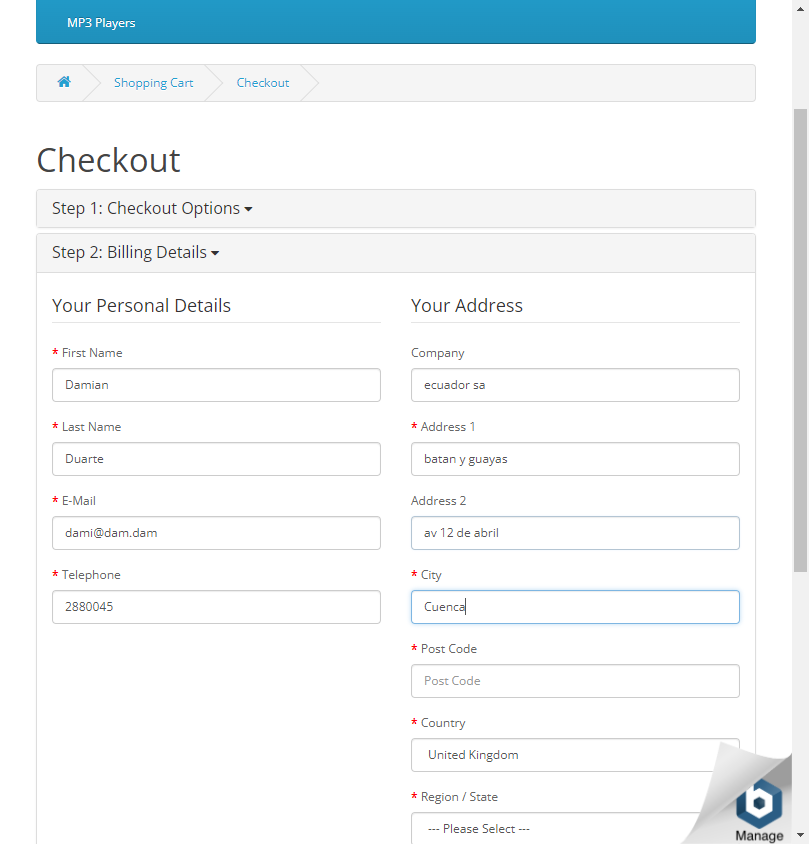 MP3 Players
Shopping Cart
Checkout
Checkout
Step 1: Checkout Options
Step 2: Billing Details
Your Personal Details
* First Name
Damian
* Last Name
Duarte
* E-Mail
dami@dam.dam
* Telephone
2880045
Your Address
Company
ecuador sa
* Address 1
batan y guayas
Address 2
av 12 de abril
* City
Cuenca
* Post Code
Post Code
* Country
United Kingdom
* Region / State
--- Please Select ---
Manage